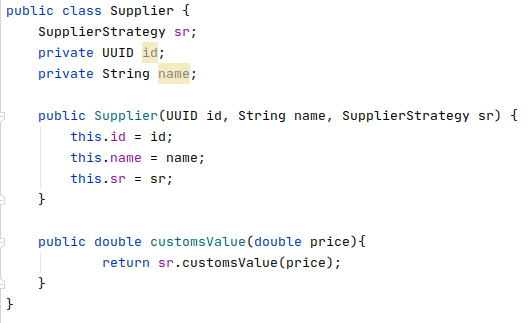 public class Supplier {
    SupplierStrategy sr;
    private UUID id;
    private String name;

    public Supplier(UUID id, String name, SupplierStrategy sr) {
        this.id = id;
        this.name = name;
        this.sr = sr;
    }

    public double customsValue(double price){
            return sr.customsValue(price);
    }
}